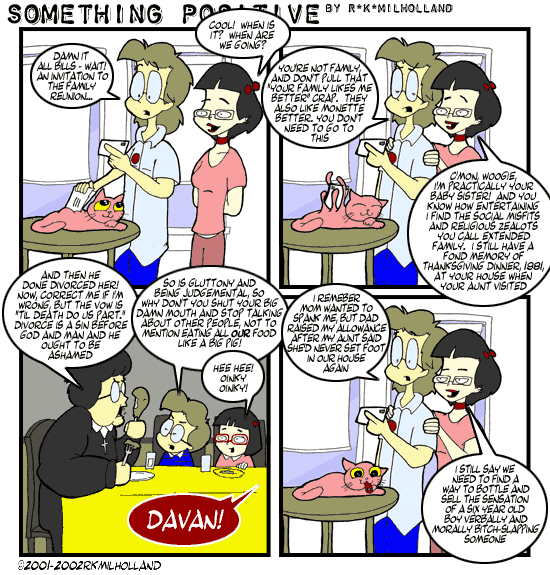 SOMETHING POSITIVE BY R*K*MILHOLLAND
DAMN IT
ALL BILLS - WAIT!
AN INVITATION TO
THE FAMILY
REUNION...
COOL! WHEN IS
IT? WHEN ARE
WE GOING?
YOU'RE NOT FAMILY,
AND DON'T PULL THAT
"YOUR FAMILY LIKES ME
BETTER" CRAP. THEY
ALSO LIKE MONETTE
BETTER. YOU DON'T
NEED TO GO TO
THIS
C'MON, WOOGIE,
I'M PRACTICALLY YOUR
BABY SISTER! AND YOU
KNOW HOW ENTERTAINING
I FIND THE SOCIAL MISFITS
AND RELIGIOUS ZEALOTS
YOU CALL EXTENDED
FAMILY. I STILL HAVE A
FOND MEMORY OF
THANKSGIVING DINNER, 1981,
AT YOUR HOUSE WHEN
YOUR AUNT VISITED
AND THEN HE
DONE DIVORCED HER!
NOW, CORRECT ME IF I'M
WRONG, BUT THE VOW IS
"TIL DEATH DO US PART."
DIVORCE IS A SIN BEFORE
GOD AND MAN AND HE
OUGHT TO BE
ASHAMED
SO IS GLUTTONY AND
BEING JUDGEMENTAL, SO
WHY DON'T YOU SHUT YOUR BIG
DAMN MOUTH AND STOP TALKING
ABOUT OTHER PEOPLE, NOT TO
MENTION EATING ALL OUR FOOD
LIKE A BIG PIG!
HEE HEE!
OINKY
OINKY!
DAVAN!
I REMEBER
MOM WANTED TO
SPANK ME, BUT DAD
RAISED MY ALLOWANCE
AFTER MY AUNT SAID
SHE'D NEVER SET FOOT
IN OUR HOUSE
AGAIN
I STILL SAY WE
NEED TO FIND A
WAY TO BOTTLE AND
SELL THE SENSATION
OF A SIX YEAR OLD
BOY VERBALLY AND
MORALLY BITCH-SLAPPING
SOMEONE
©2001-2002RKMILHOLLAND